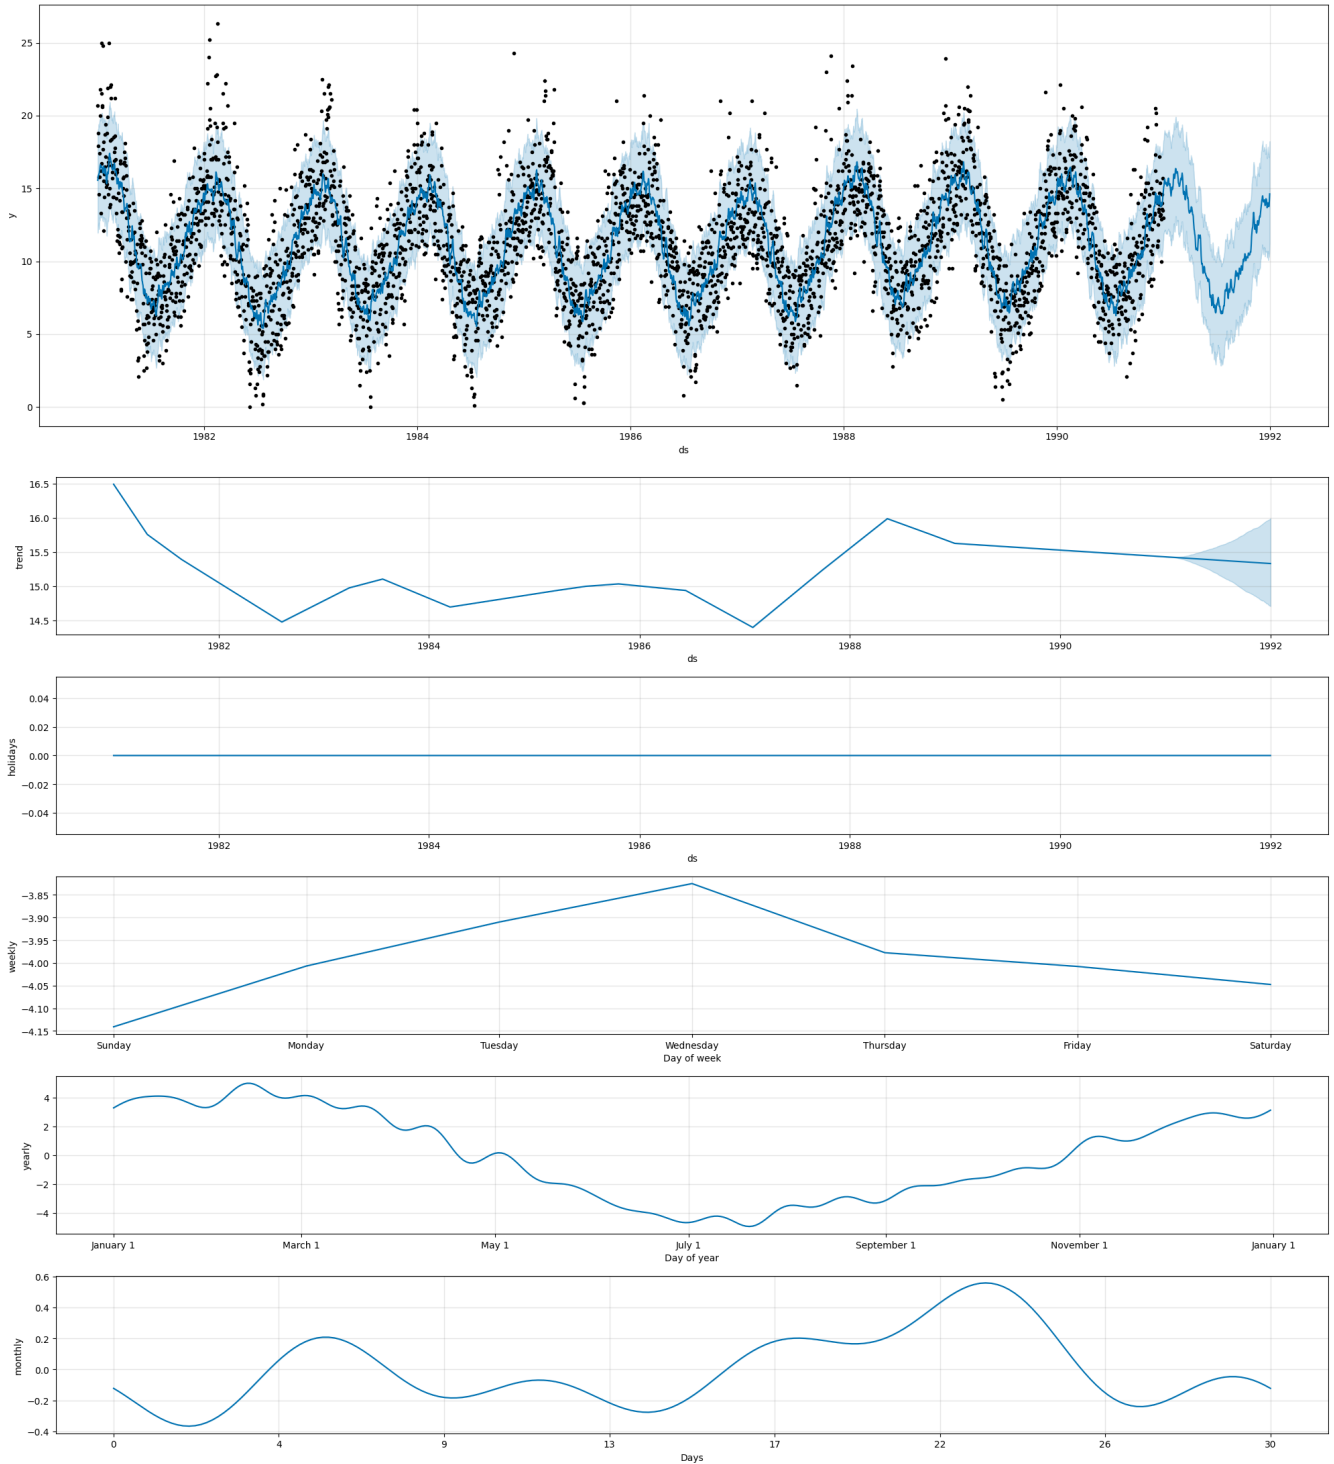 25
20
15
10
5
0
y
1982 1984 1986 1988 1990 1992
ds
16.5
16.0
15.5
15.0
14.5
trend
1982 1984 1986 1988 1990 1992
ds
0.04
0.02
0.00
−0.02
−0.04
holidays
1982 1984 1986 1988 1990 1992
ds
−3.85
−3.90
−3.95
−4.00
−4.05
−4.10
−4.15
weekly
Sunday Monday Tuesday Wednesday Thursday Friday Saturday
Day of week
4
2
0
−2
−4
yearly
January 1 March 1 May 1 July 1 September 1 November 1 January 1
Day of year
0.6
0.4
0.2
0.0
−0.2
−0.4
monthly
0 4 9 13 17 22 26 30
Days